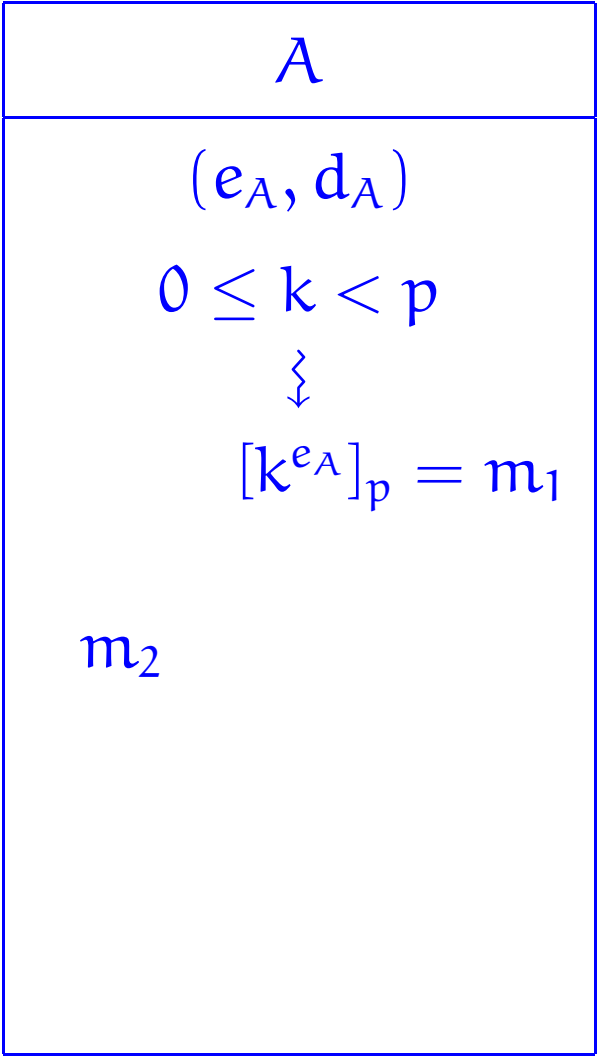 A
(e_A, d_A)
0 ≤ k < p
[k^{e_A}]_p = m_1
m_2